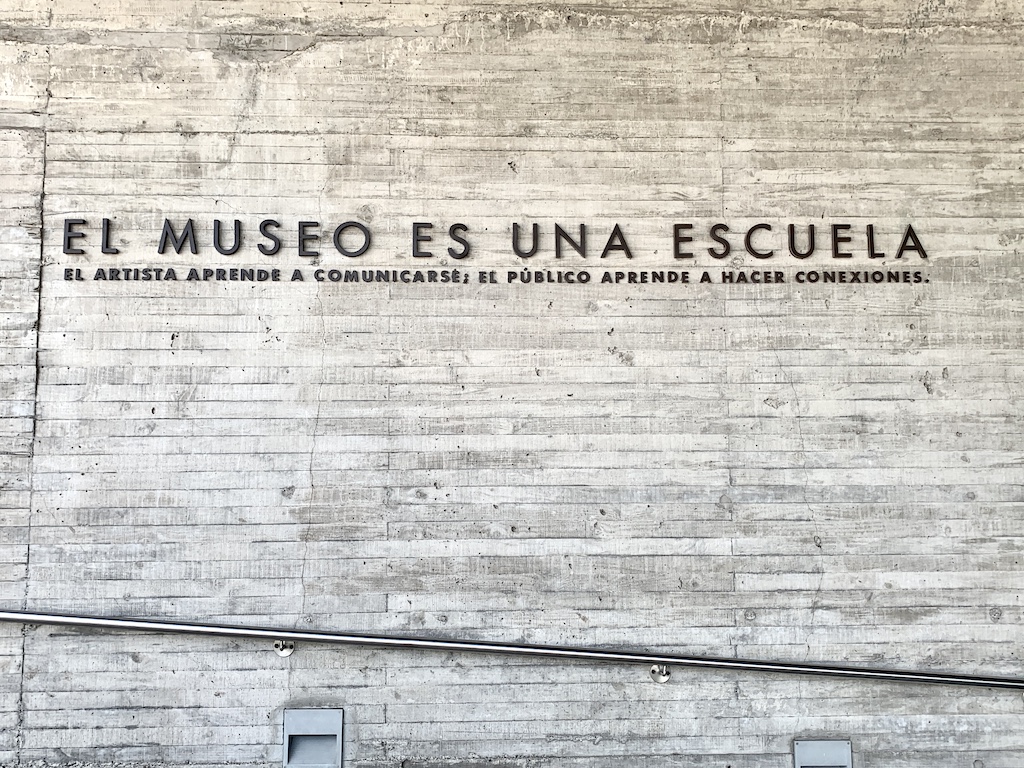 EL MUSEO ES UNA ESCUELA
EL ARTISTA APRENDE A COMUNICARSE; EL PÚBLICO APRENDE A HACER CONEXIONES.